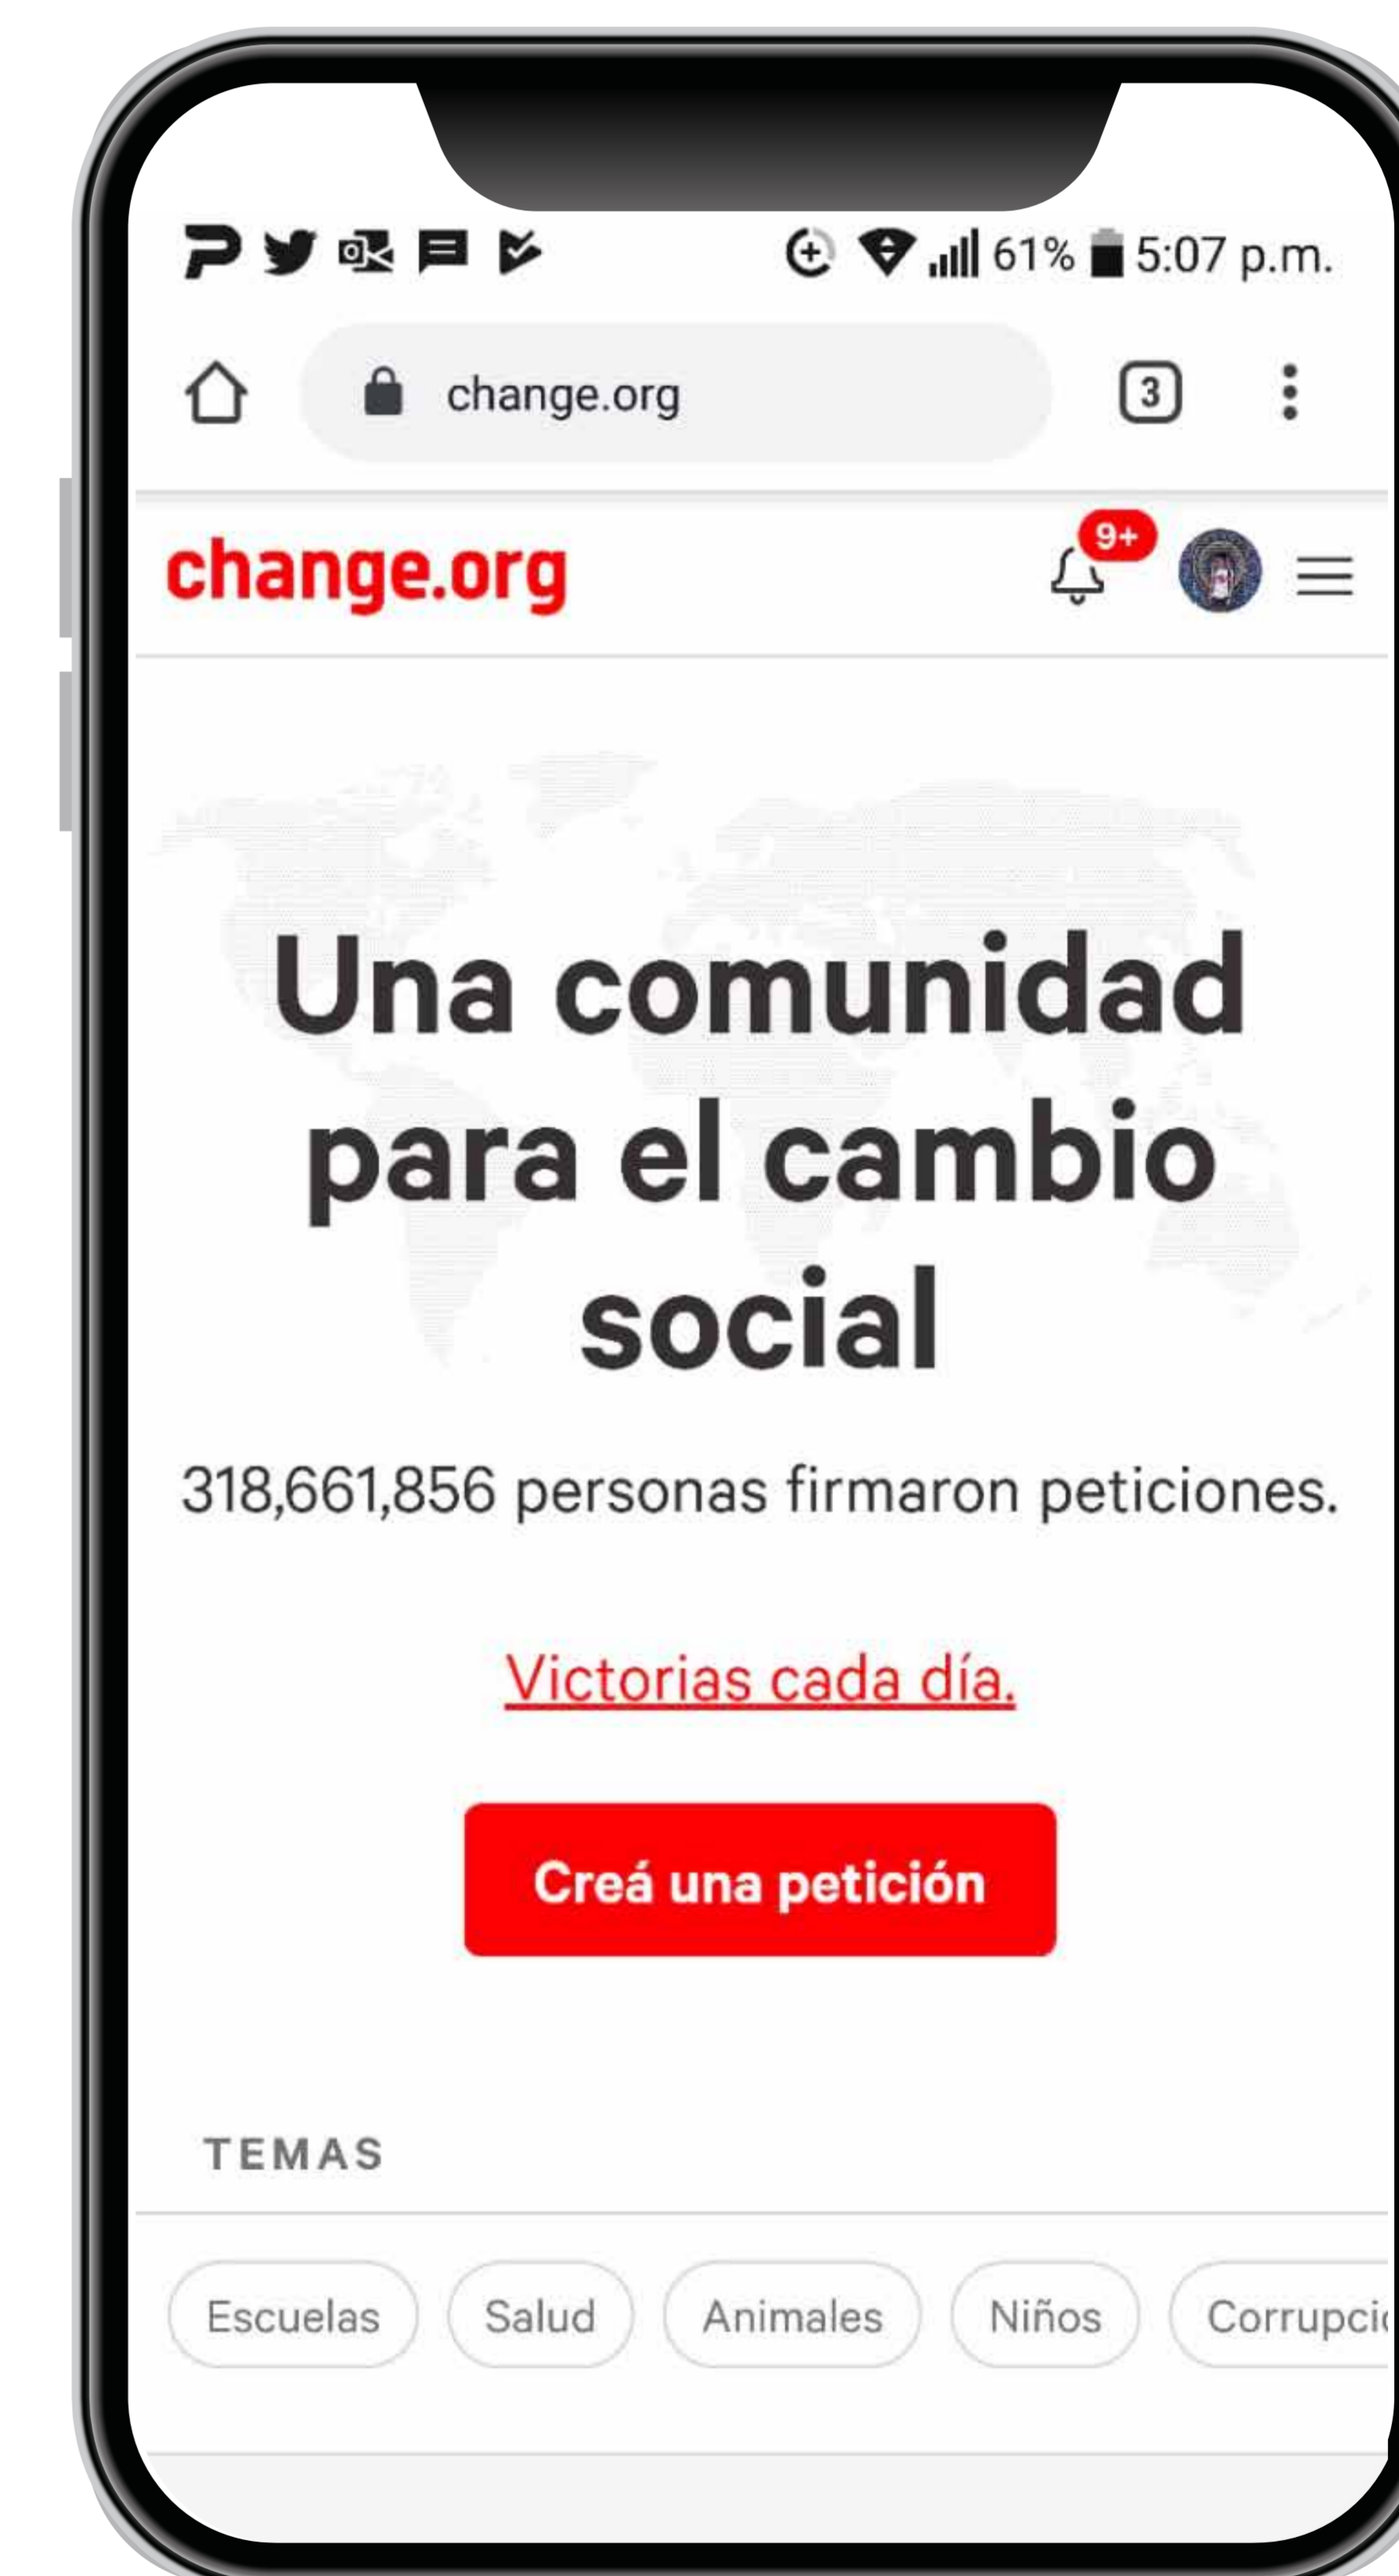 61% 5:07 p.m.
change.org 3
change.org 9+
Una comunidad
para el cambio
social
318,661,856 personas firmaron peticiones.
Victorias cada día.
Creá una petición
TEMAS
Escuelas Salud Animales Niños Corrupci